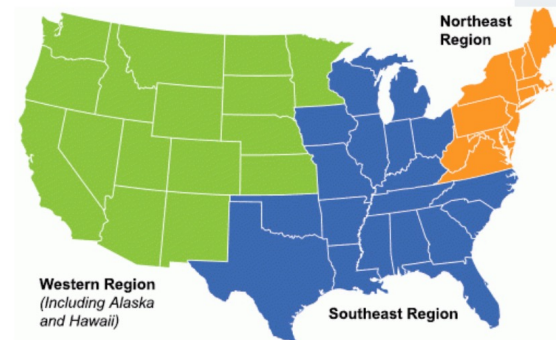 Northeast
Region
Western Region
(Including Alaska
and Hawaii)
Southeast Region